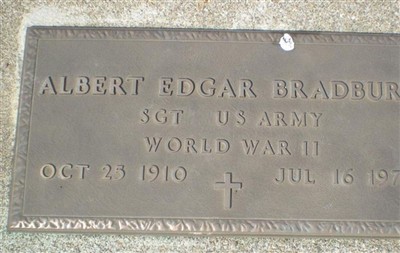 ALBERT EDGAR BRADBUR
SGT US ARMY
WORLD WAR II
OCT 25 1910 JUL 16 197